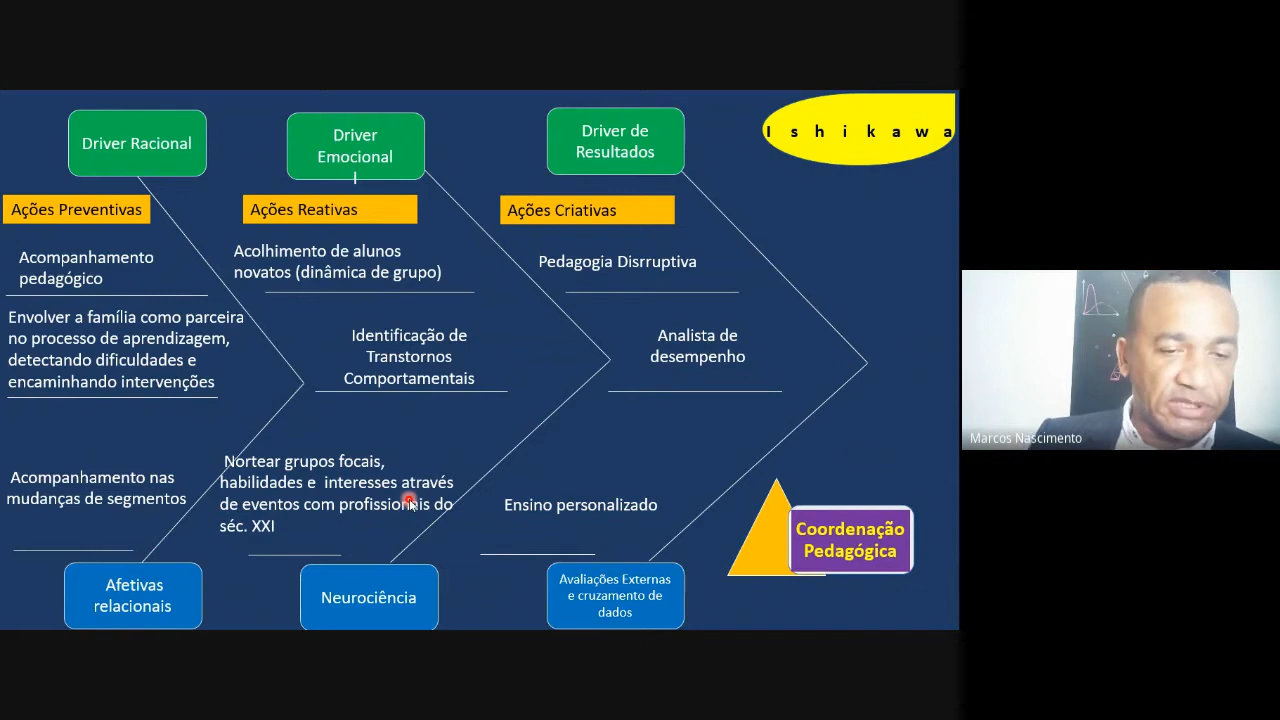 Driver Racional
Driver
Emocional
Driver de
Resultados
I s h i k a w a
Ações Preventivas
Ações Reativas
Ações Criativas
Acompanhamento
pedagógico
Acolhimento de alunos
novatos (dinâmica de grupo)
Pedagogia Disrruptiva
Envolver a família como parceira
no processo de aprendizagem,
detectando dificuldades e
encaminhando intervenções
Identificação de
Transtornos
Comportamentais
Analista de
desempenho
Acompanhamento nas
mudanças de segmentos
Nortear grupos focais,
habilidades e interesses através
de eventos com profissionais do
séc. XXI
Ensino personalizado
Coordenação
Pedagógica
Afetivas
relacionais
Neurociência
Avaliações Externas
e cruzamento de
dados
Marcos Nascimento